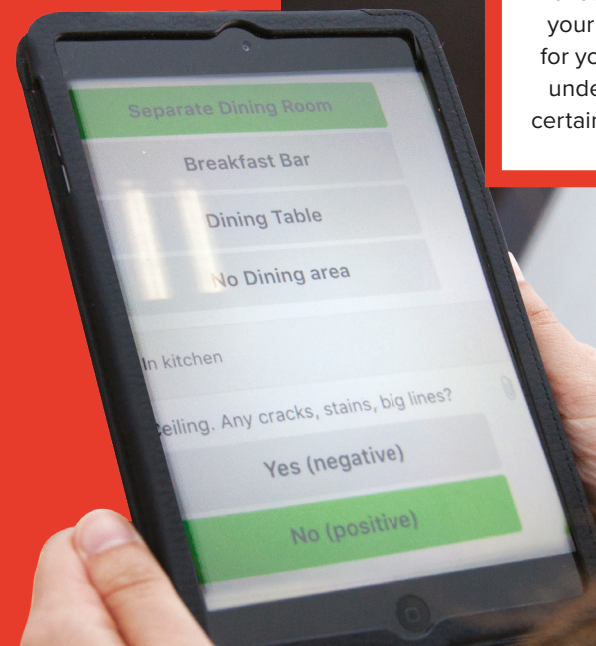 your
for yo
unde
certain
Separate Dining Room
Breakfast Bar
Dining Table
No Dining area
In kitchen
Ceiling. Any cracks, stains, big lines?
Yes (negative)
No (positive)